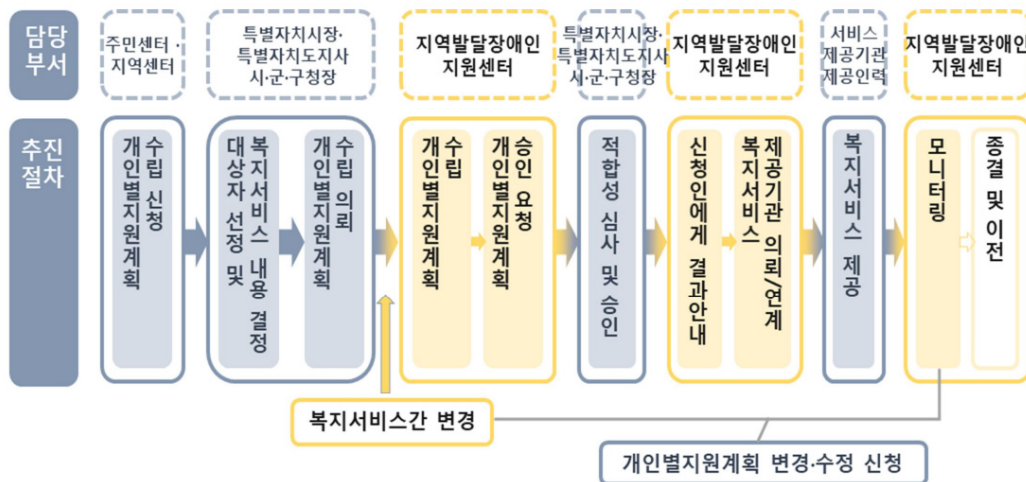 담당
부서
주민센터 ·
지역센터
특별자치시장·
특별자치도지사
시·군·구청장
지역발달장애인
지원센터
특별자치시장·
특별자치도지사
시·군·구청장
지역발달장애인
지원센터
서비스
제공기관
제공인력
지역발달장애인
지원센터
추진
절차
개인별지원계획
수립 신청
대상자 선정 및
복지서비스 내용 결정
개인별지원계획
수립 의뢰
개인별지원계획
수립
개인별지원계획
승인 요청
적합성 심사 및 승인
신청인에게 결과안내
복지서비스
제공기관 의뢰/연계
복지서비스 제공
모니터링
종결 및 이전
복지서비스간 변경
개인별지원계획 변경·수정 신청